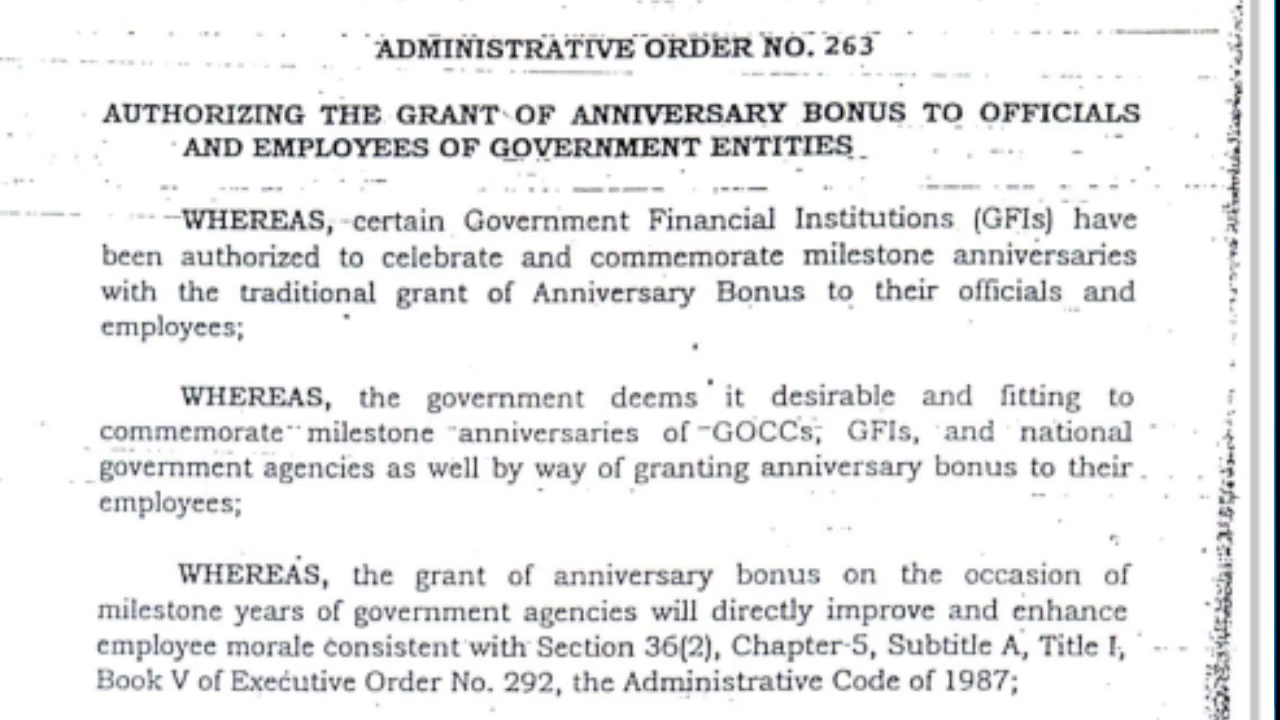 ADMINISTRATIVE ORDER NO. 263
AUTHORIZING THE GRANT OF ANNIVERSARY BONUS TO OFFICIALS
AND EMPLOYEES OF GOVERNMENT ENTITIES
WHEREAS, certain Government Financial Institutions (GFIs) have
been authorized to celebrate and commemorate milestone anniversaries
with the traditional grant of Anniversary Bonus to their officials and
employees;
WHEREAS, the government deems it desirable and fitting to
commemorate milestone anniversaries of GOCCs, GFIs, and national
government agencies as well by way of granting anniversary bonus to their
employees;
WHEREAS, the grant of anniversary bonus on the occasion of
milestone years of government agencies will directly improve and enhance
employee morale consistent with Section 36(2), Chapter 5, Subtitle A, Title I,
Book V of Executive Order No. 292, the Administrative Code of 1987;